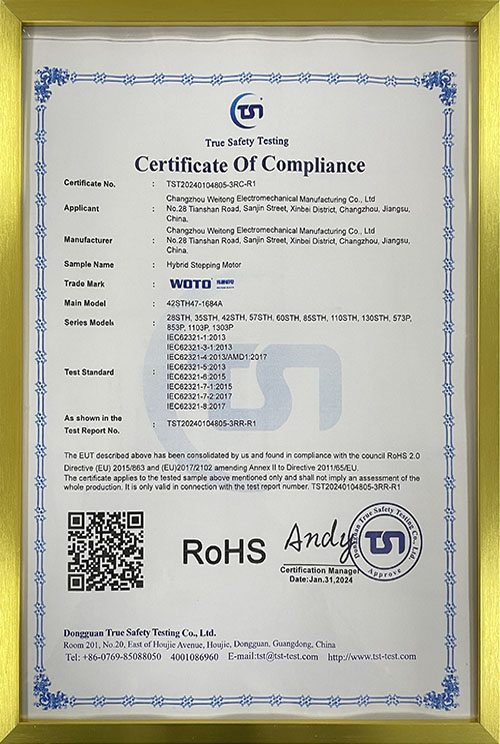 TST
True Safety Testing
Certificate Of Compliance
Certificate No. : TST20240104805-3RC-R1
Applicant : Changzhou Weitong Electromechanical Manufacturing Co., Ltd
No.28 Tianshan Road, Sanjin Street, Xinbei District, Changzhou, Jiangsu,
China.
Manufacturer : Changzhou Weitong Electromechanical Manufacturing Co., Ltd
No.28 Tianshan Road, Sanjin Street, Xinbei District, Changzhou, Jiangsu,
China.
Sample Name : Hybrid Stepping Motor
Trade Mark : WOTO
Main Model : 42STH47-1684A
Series Models : 28STH, 35STH, 42STH, 57STH, 60STH, 85STH, 110STH, 130STH, 573P,
853P, 1103P, 1303P
Test Standard : IEC62321-1:2013
IEC62321-3-1:2013
IEC62321-4:2013/AMD1:2017
IEC62321-5:2013
IEC62321-6:2015
IEC62321-7-1:2015
IEC62321-7-2:2017
IEC62321-8:2017
As shown in the
Test Report No. : TST20240104805-3RR-R1
The EUT described above has been consolidated by us and found in compliance with the council RoHS 2.0
Directive (EU) 2015/863 and (EU)2017/2102 amending Annex II to Directive 2011/65/EU.
The certificate applies to the tested sample above mentioned only and shall not imply an assessment of the
whole production. It is only valid in connection with the test report number. TST20240104805-3RR-R1
RoHS
Andy
Dongguan True Safety Testing Co., Ltd.
TST
Approve
Certification Manager
Date:Jan.31,2024
Dongguan True Safety Testing Co., Ltd.
Room 201, No.20, East of Houjie Avenue, Houjie, Dongguan, Guangdong, China
Tel: +86-0769-85088050 4001086960 E-mail:tst@tst-test.com http://www.tst-test.com